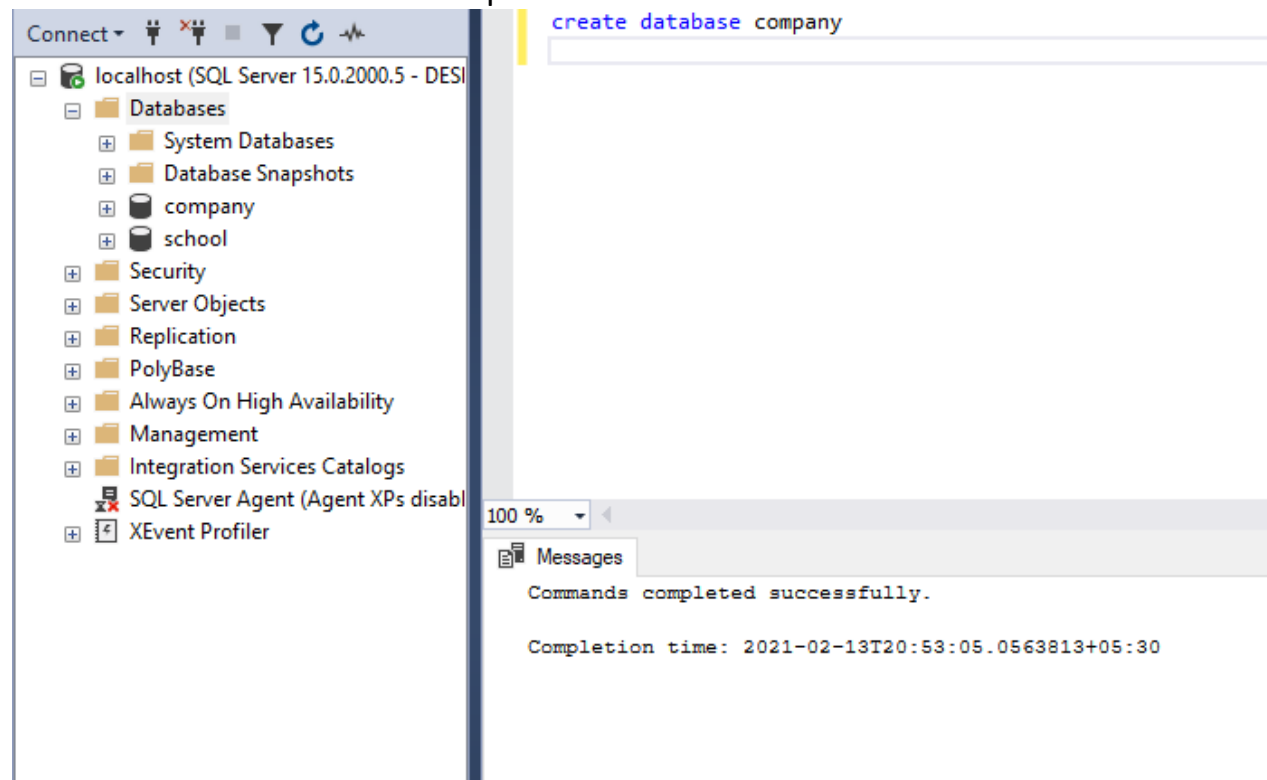 Connect
localhost (SQL Server 15.0.2000.5 - DESI
Databases
System Databases
Database Snapshots
company
school
Security
Server Objects
Replication
PolyBase
Always On High Availability
Management
Integration Services Catalogs
SQL Server Agent (Agent XPs disabl
XEvent Profiler
create database company
100 %
Messages
Commands completed successfully.
Completion time: 2021-02-13T20:53:05.0563813+05:30